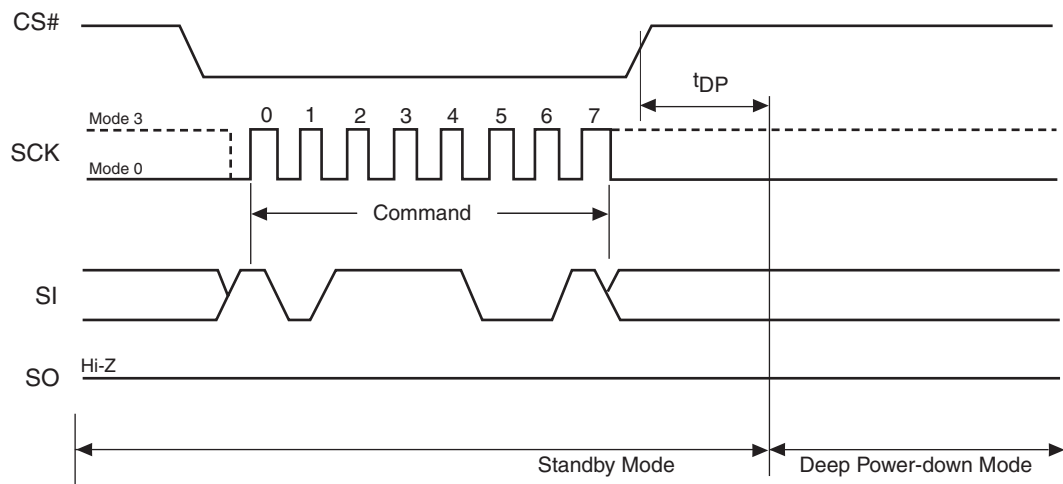 CS#
tDP
Mode 3
0 1 2 3 4 5 6 7
SCK
Mode 0
Command
SI
Hi-Z
SO
Standby Mode
Deep Power-down Mode